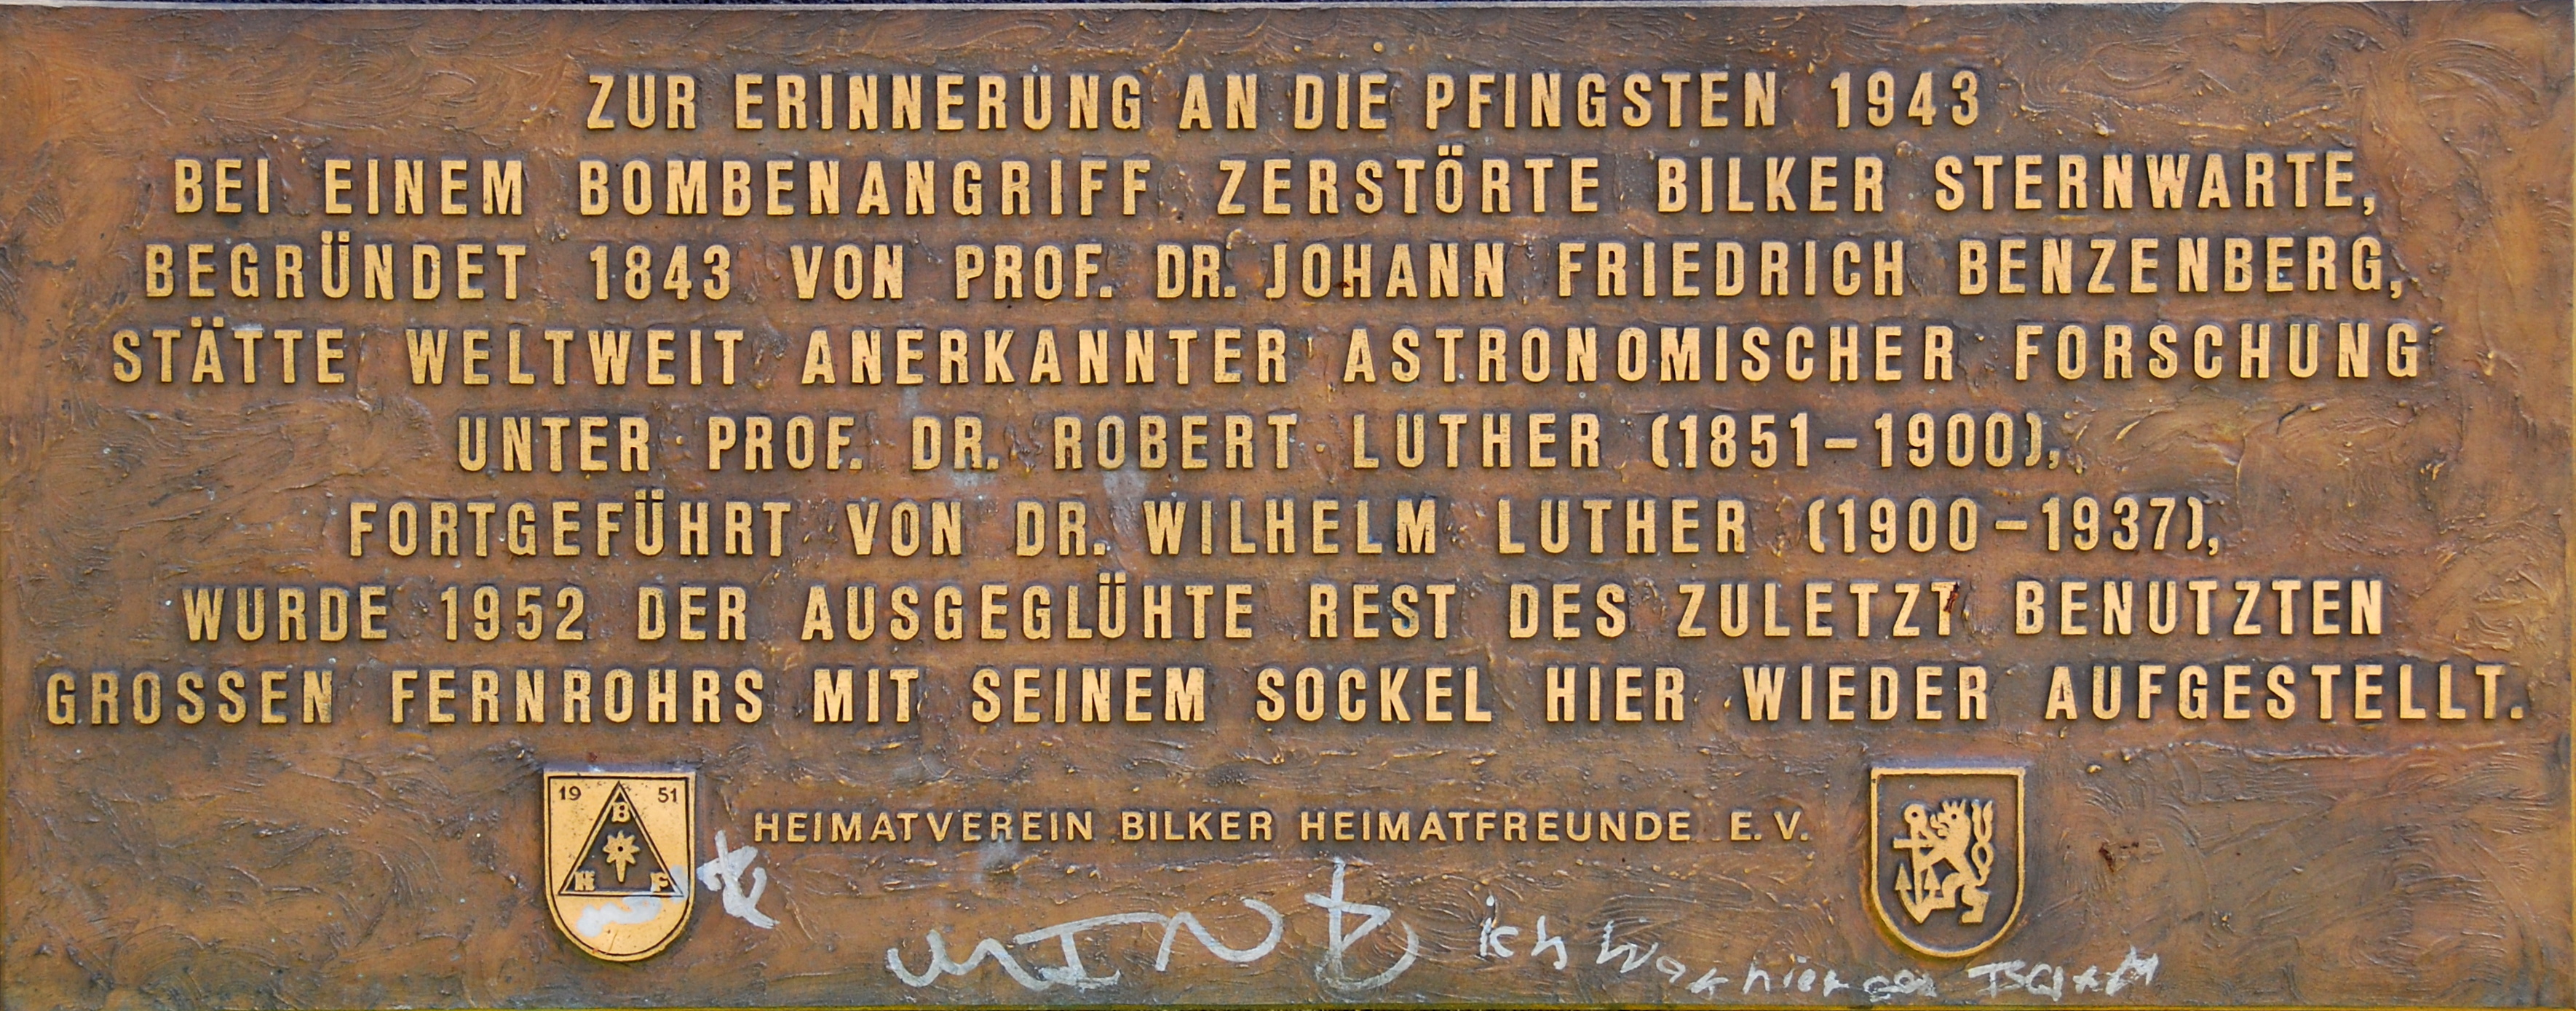 ZUR ERINNERUNG AN DIE PFINGSTEN 1943
BEI EINEM BOMBENANGRIFF ZERSTÖRTE BILKER STERNWARTE,
BEGRÜNDET 1843 VON PROF. DR. JOHANN FRIEDRICH BENZENBERG,
STÄTTE WELTWEIT ANERKANNTER ASTRONOMISCHER FORSCHUNG
UNTER PROF. DR. ROBERT LUTHER (1851–1900),
FORTGEFÜHRT VON DR. WILHELM LUTHER (1900–1937),
WURDE 1952 DER AUSGEGLÜHTE REST DES ZULETZT BENUTZTEN
GROSSEN FERNROHRS MIT SEINEM SOCKEL HIER WIEDER AUFGESTELLT.
19 51
B
H F
HEIMATVEREIN BILKER HEIMATFREUNDE E. V.
ich war hier